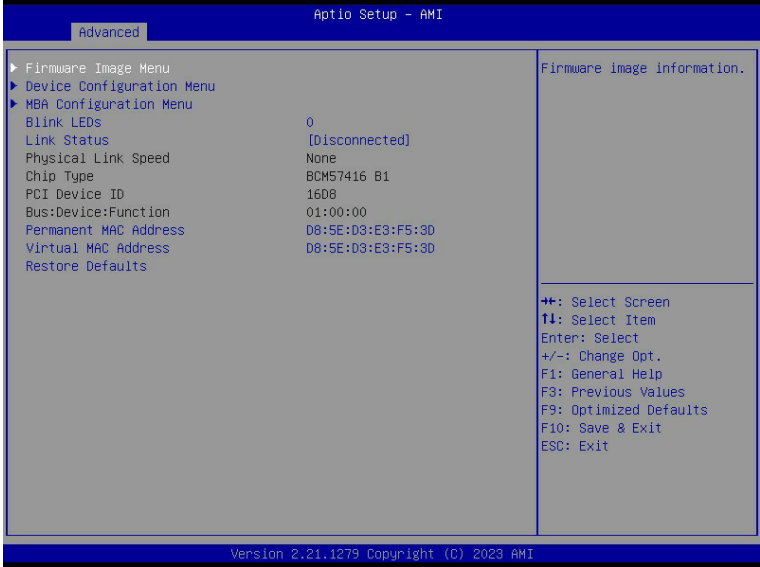 Aptio Setup – AMI
Advanced
Firmware Image Menu
Device Configuration Menu
MBA Configuration Menu
Blink LEDs 0
Link Status [Disconnected]
Physical Link Speed None
Chip Type BCM57416 B1
PCI Device ID 16D8
Bus:Device:Function 01:00:00
Permanent MAC Address D8:5E:D3:E3:F5:3D
Virtual MAC Address D8:5E:D3:E3:F5:3D
Restore Defaults
Firmware image information.
→←: Select Screen
↑↓: Select Item
Enter: Select
+/-: Change Opt.
F1: General Help
F3: Previous Values
F9: Optimized Defaults
F10: Save & Exit
ESC: Exit
Version 2.21.1279 Copyright (C) 2023 AMI